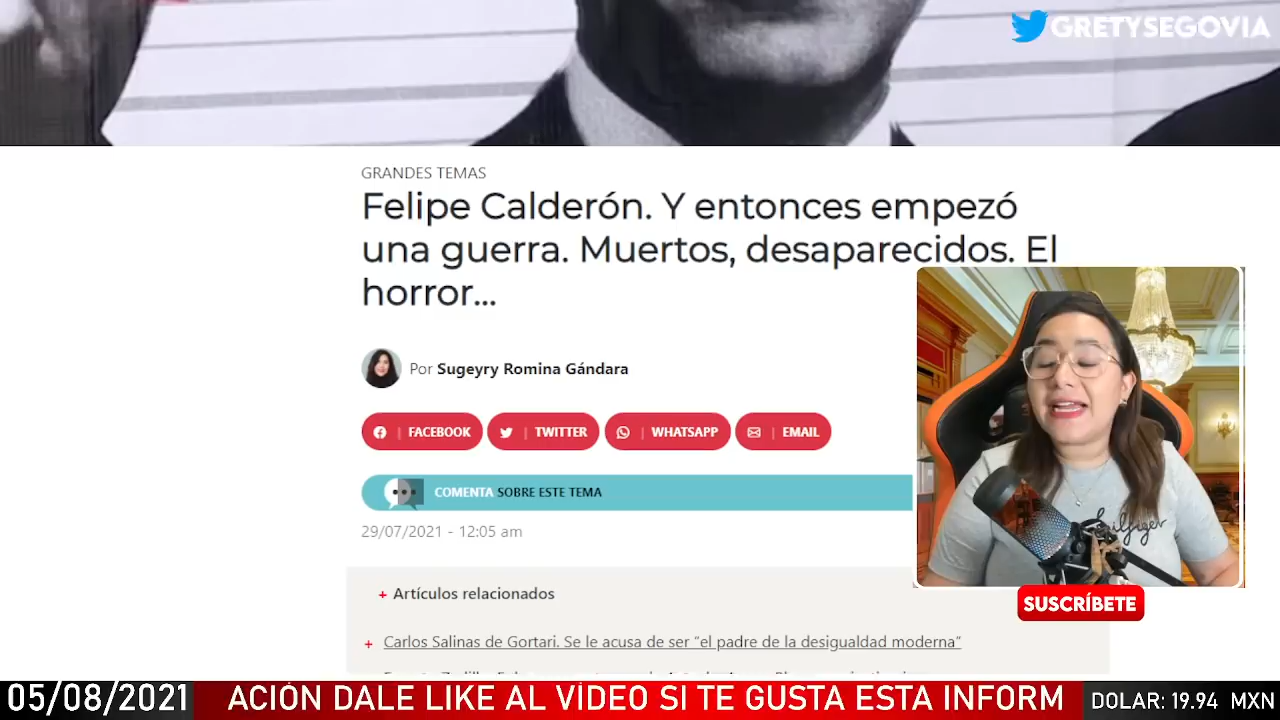 @GRETYSEGOVIA
GRANDES TEMAS
Felipe Calderón. Y entonces empezó
una guerra. Muertos, desaparecidos. El
horror...
Por Sugeyry Romina Gándara
FACEBOOK
TWITTER
WHATSAPP
EMAIL
COMENTA SOBRE ESTE TEMA
29/07/2021 - 12:05 am
+ Artículos relacionados
+ Carlos Salinas de Gortari. Se le acusa de ser “el padre de la desigualdad moderna”
SUSCRÍBETE
05/08/2021
ACIÓN DALE LIKE AL VÍDEO SI TE GUSTA ESTA INFORM
DOLAR: 19.94 MXN